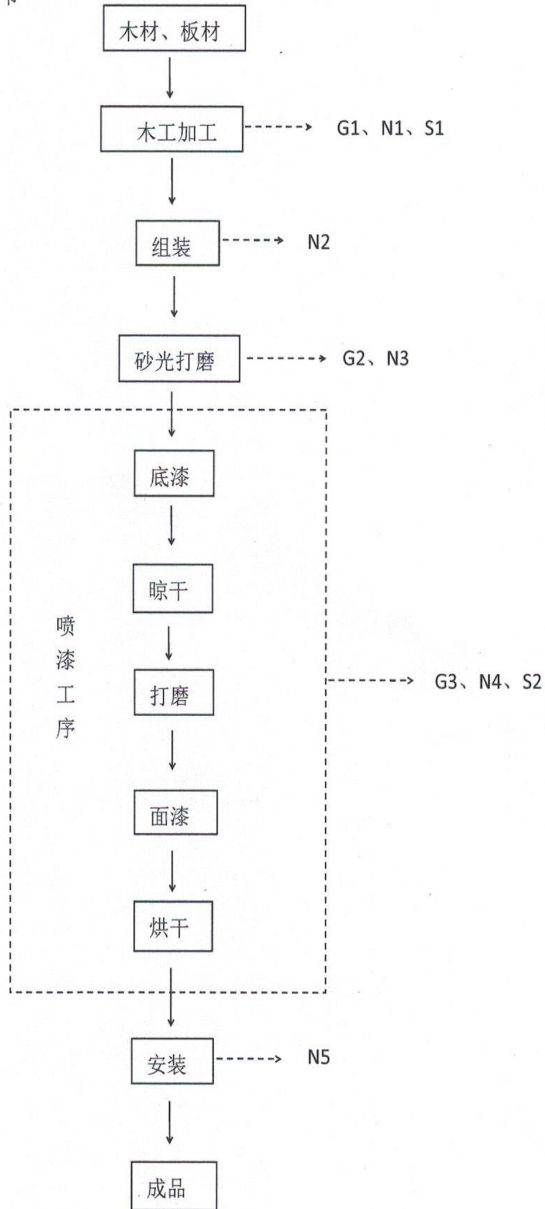 木材、板材
木工加工
G1、N1、S1
组装
N2
砂光打磨
G2、N3
底漆
晾干
喷漆工序
打磨
G3、N4、S2
面漆
烘干
安装
N5
成品